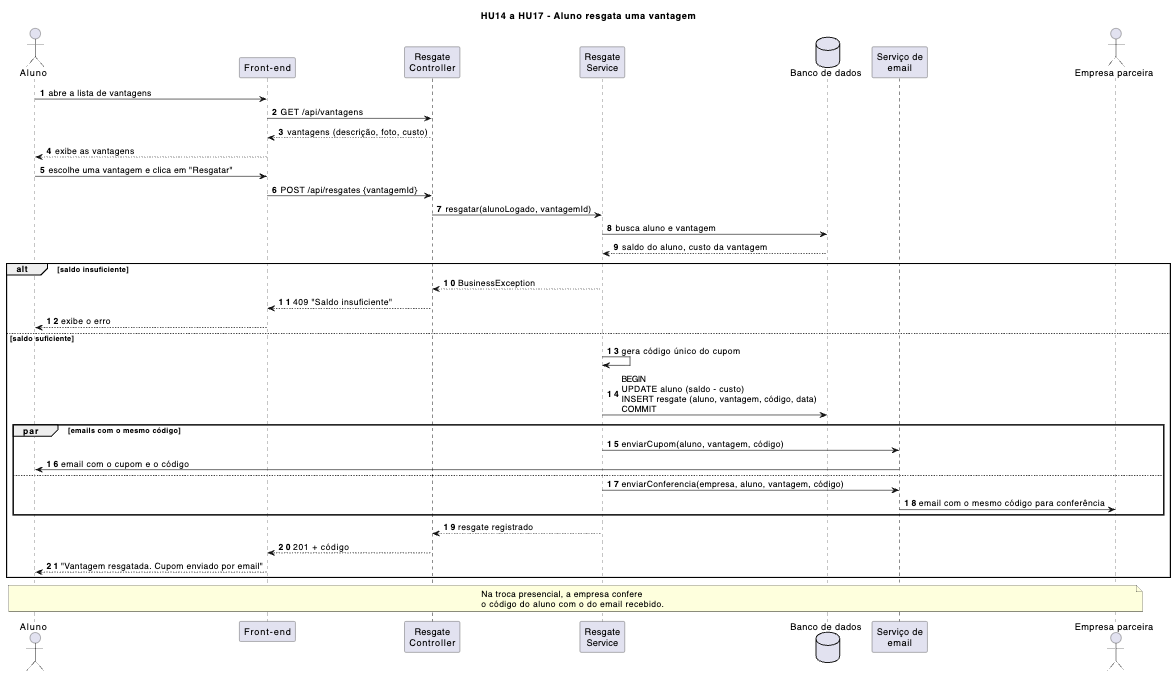 HU14 a HU17 - Aluno resgata uma vantagem
Aluno
Front-end
Resgate
Controller
Resgate
Service
Banco de dados
Serviço de
email
Empresa parceira
1 abre a lista de vantagens
2 GET /api/vantagens
3 vantagens (descrição, foto, custo)
4 exibe as vantagens
5 escolhe uma vantagem e clica em "Resgatar"
6 POST /api/resgates {vantagemId}
7 resgatar(alunoLogado, vantagemId)
8 busca aluno e vantagem
9 saldo do aluno, custo da vantagem
alt [saldo insuficiente]
10 BusinessException
11 409 "Saldo insuficiente"
12 exibe o erro
[saldo suficiente]
13 gera código único do cupom
14 BEGIN
UPDATE aluno (saldo - custo)
INSERT resgate (aluno, vantagem, código, data)
COMMIT
par [emails com o mesmo código]
15 enviarCupom(aluno, vantagem, código)
16 email com o cupom e o código
17 enviarConferencia(empresa, aluno, vantagem, código)
18 email com o mesmo código para conferência
19 resgate registrado
20 201 + código
21 "Vantagem resgatada. Cupom enviado por email"
Na troca presencial, a empresa confere
o código do aluno com o do email recebido.
Aluno
Front-end
Resgate
Controller
Resgate
Service
Banco de dados
Serviço de
email
Empresa parceira